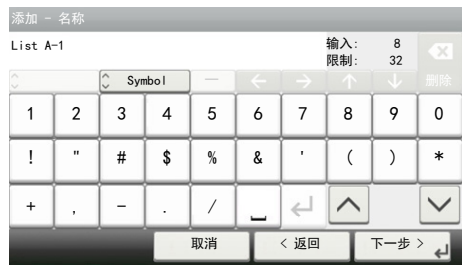 添加 - 名称
List A-1
输入: 8
限制: 32
Symbol 删除
1 2 3 4 5 6 7 8 9 0
! " # $ % & ' ( ) *
+ , - . / _
取消 < 返回 下一步 >